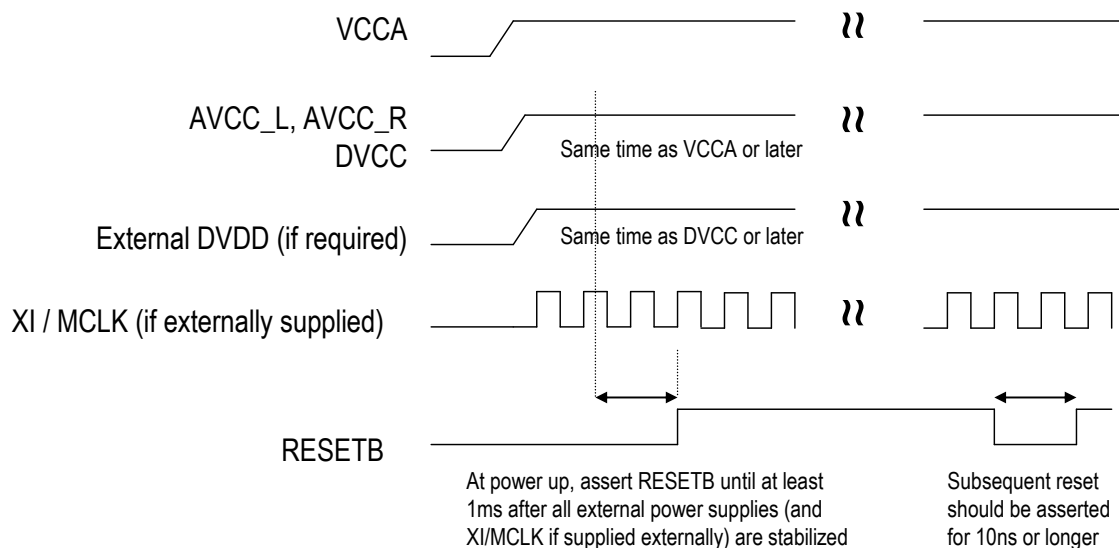 VCCA
AVCC_L, AVCC_R
DVCC
Same time as VCCA or later
External DVDD (if required)
Same time as DVCC or later
XI / MCLK (if externally supplied)
RESETB
At power up, assert RESETB until at least
1ms after all external power supplies (and
XI/MCLK if supplied externally) are stabilized
Subsequent reset
should be asserted
for 10ns or longer